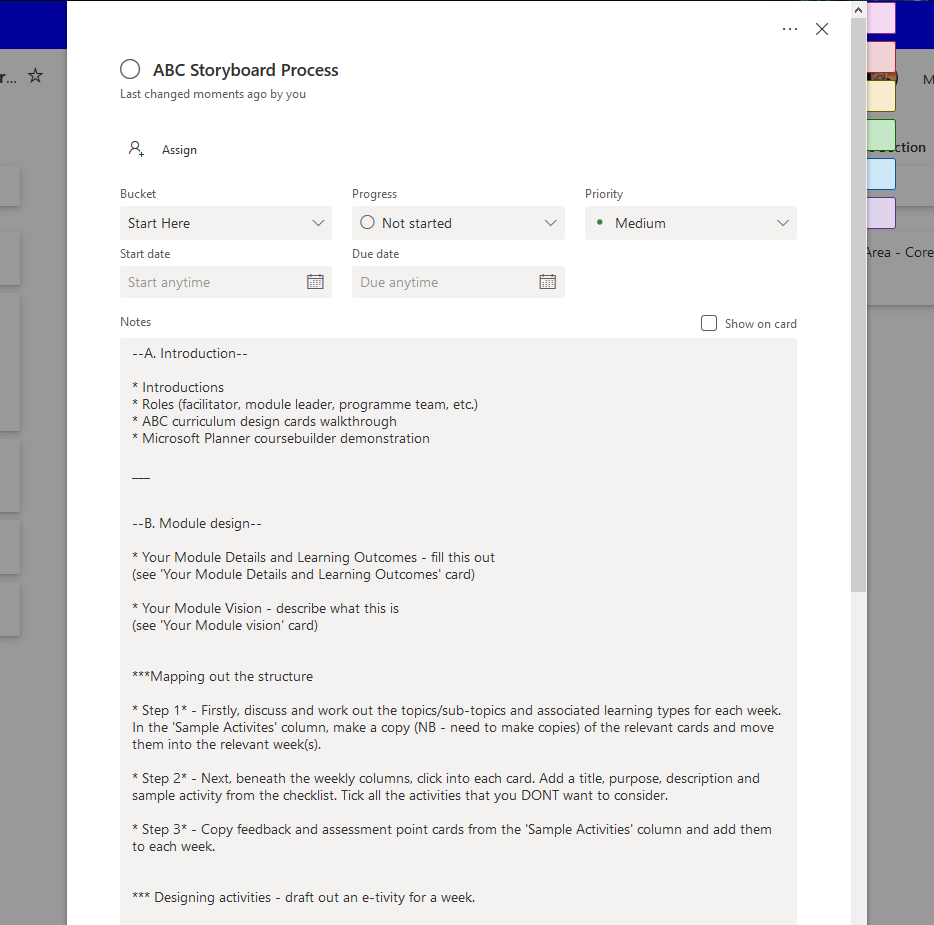 ABC Storyboard Process
Last changed moments ago by you
Assign
Bucket
Progress
Priority
Start Here
Not started
Medium
Start date
Due date
Start anytime
Due anytime
Notes
Show on card
--A. Introduction--
* Introductions
* Roles (facilitator, module leader, programme team, etc.)
* ABC curriculum design cards walkthrough
* Microsoft Planner coursebuilder demonstration
___
--B. Module design--
* Your Module Details and Learning Outcomes - fill this out
(see 'Your Module Details and Learning Outcomes' card)
* Your Module Vision - describe what this is
(see 'Your Module vision' card)
***Mapping out the structure
* Step 1* - Firstly, discuss and work out the topics/sub-topics and associated learning types for each week.
In the 'Sample Activites' column, make a copy (NB - need to make copies) of the relevant cards and move
them into the relevant week(s).
* Step 2* - Next, beneath the weekly columns, click into each card. Add a title, purpose, description and
sample activity from the checklist. Tick all the activities that you DONT want to consider.
* Step 3* - Copy feedback and assessment point cards from the 'Sample Activities' column and add them
to each week.
*** Designing activities - draft out an e-tivity for a week.
r...
M
ction
Area - Core